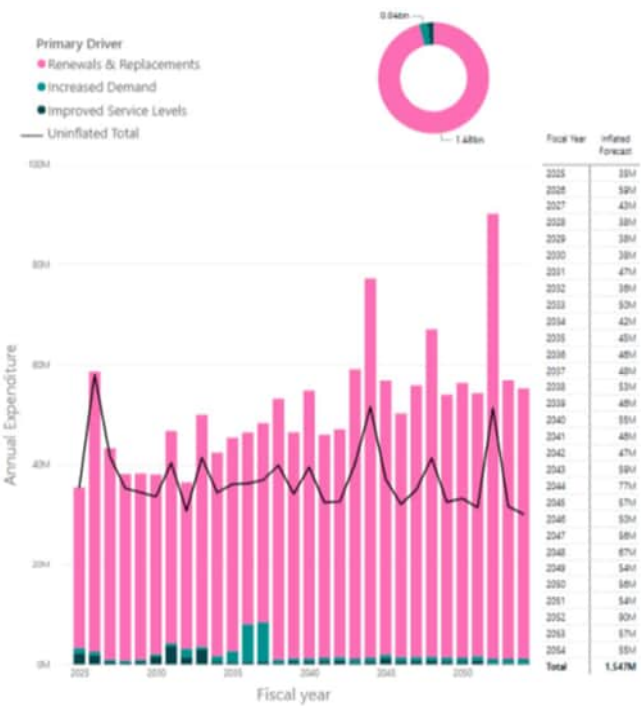 Primary Driver
Renewals & Replacements
Increased Demand
Improved Service Levels
Uninflated Total
Fiscal Year Inflated Forecast
2025 35M
2026 59M
2027 43M
2028 38M
2029 38M
2030 38M
2031 47M
2032 36M
2033 50M
2034 42M
2035 45M
2036 46M
2037 48M
2038 53M
2039 46M
2040 55M
2041 46M
2042 47M
2043 59M
2044 77M
2045 57M
2046 50M
2047 56M
2048 67M
2049 54M
2050 56M
2051 54M
2052 90M
2053 57M
2054 55M
Total 1,547M
100M
80M
60M
40M
20M
0M
Annual Expenditure
2025 2030 2035 2040 2045 2050
Fiscal year